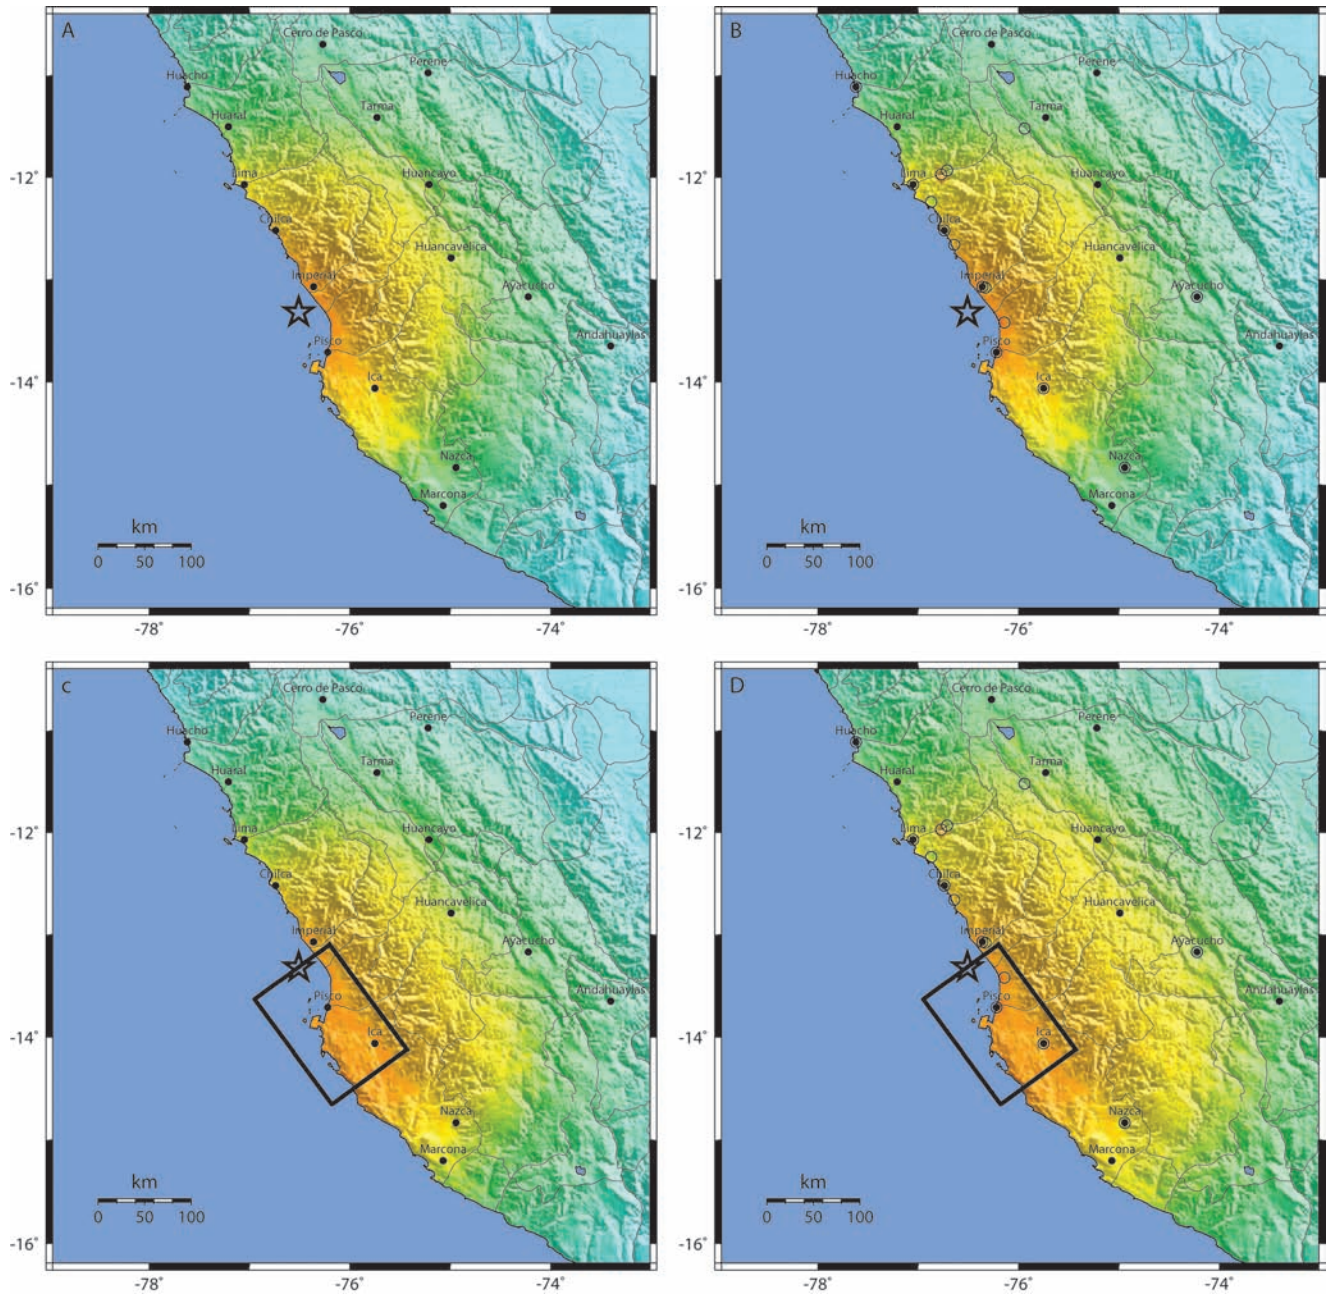 A
Cerro de Pasco
Perene
Huacho
Tarma
Huaral
-12°
Lima
Huancayo
Chilca
Huancavelica
Imperial
Ayacucho
Andahuaylas
Pisco
-14°
Ica
Nazca
Marcona
km
0 50 100
-16°
-78° -76° -74°
B
Cerro de Pasco
Perene
Huacho
Tarma
Huaral
-12°
Lima
Huancayo
Chilca
Huancavelica
Imperial
Ayacucho
Andahuaylas
Pisco
-14°
Ica
Nazca
Marcona
km
0 50 100
-16°
-78° -76° -74°
c
Cerro de Pasco
Perene
Huacho
Tarma
Huaral
-12°
Lima
Huancayo
Chilca
Huancavelica
Imperial
Ayacucho
Andahuaylas
Pisco
-14°
Ica
Nazca
Marcona
km
0 50 100
-16°
-78° -76° -74°
D
Cerro de Pasco
Perene
Huacho
Tarma
Huaral
-12°
Lima
Huancayo
Chilca
Huancavelica
Imperial
Ayacucho
Andahuaylas
Pisco
-14°
Ica
Nazca
Marcona
km
0 50 100
-16°
-78° -76° -74°